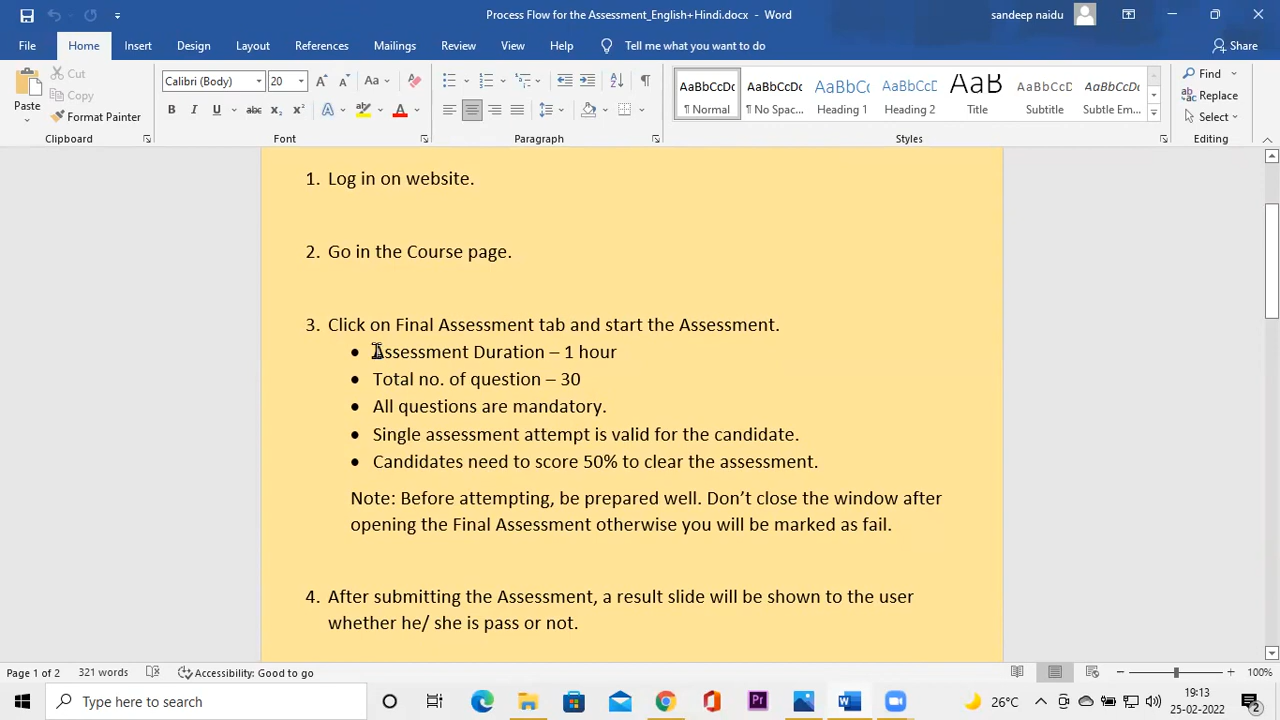 Process Flow for the Assessment_English+Hindi.docx - Word
sandeep naidu
File Home Insert Design Layout References Mailings Review View Help Tell me what you want to do Share
Paste
Cut
Copy
Format Painter
Clipboard
Calibri (Body) 20
Font
Paragraph
AaBbCcDc AaBbCcDc AaBbCc AaBbCcD AaB AaBbCcD AaBbCcDc
Normal No Spac... Heading 1 Heading 2 Title Subtitle Subtle Em...
Styles
Find
Replace
Select
Editing
1. Log in on website.
2. Go in the Course page.
3. Click on Final Assessment tab and start the Assessment.
• Assessment Duration – 1 hour
• Total no. of question – 30
• All questions are mandatory.
• Single assessment attempt is valid for the candidate.
• Candidates need to score 50% to clear the assessment.
Note: Before attempting, be prepared well. Don’t close the window after
opening the Final Assessment otherwise you will be marked as fail.
4. After submitting the Assessment, a result slide will be shown to the user
whether he/ she is pass or not.
Page 1 of 2 321 words Accessibility: Good to go 100%
Type here to search
26°C
19:13
25-02-2022
2